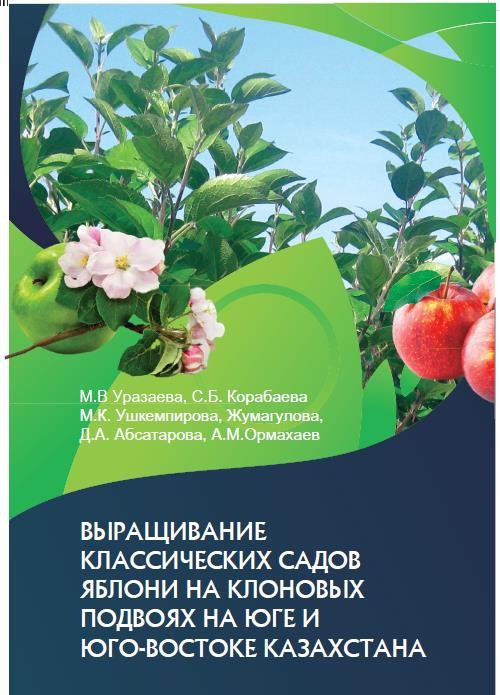 М.В Уразаева, С.Б. Корабаева
М.К. Ушкемпирова, Жумагулова,
Д.А. Абсатарова, А.М.Ормахаев
ВЫРАЩИВАНИЕ
КЛАССИЧЕСКИХ САДОВ
ЯБЛОНИ НА КЛОНОВЫХ
ПОДВОЯХ НА ЮГЕ И
ЮГО-ВОСТОКЕ КАЗАХСТАНА